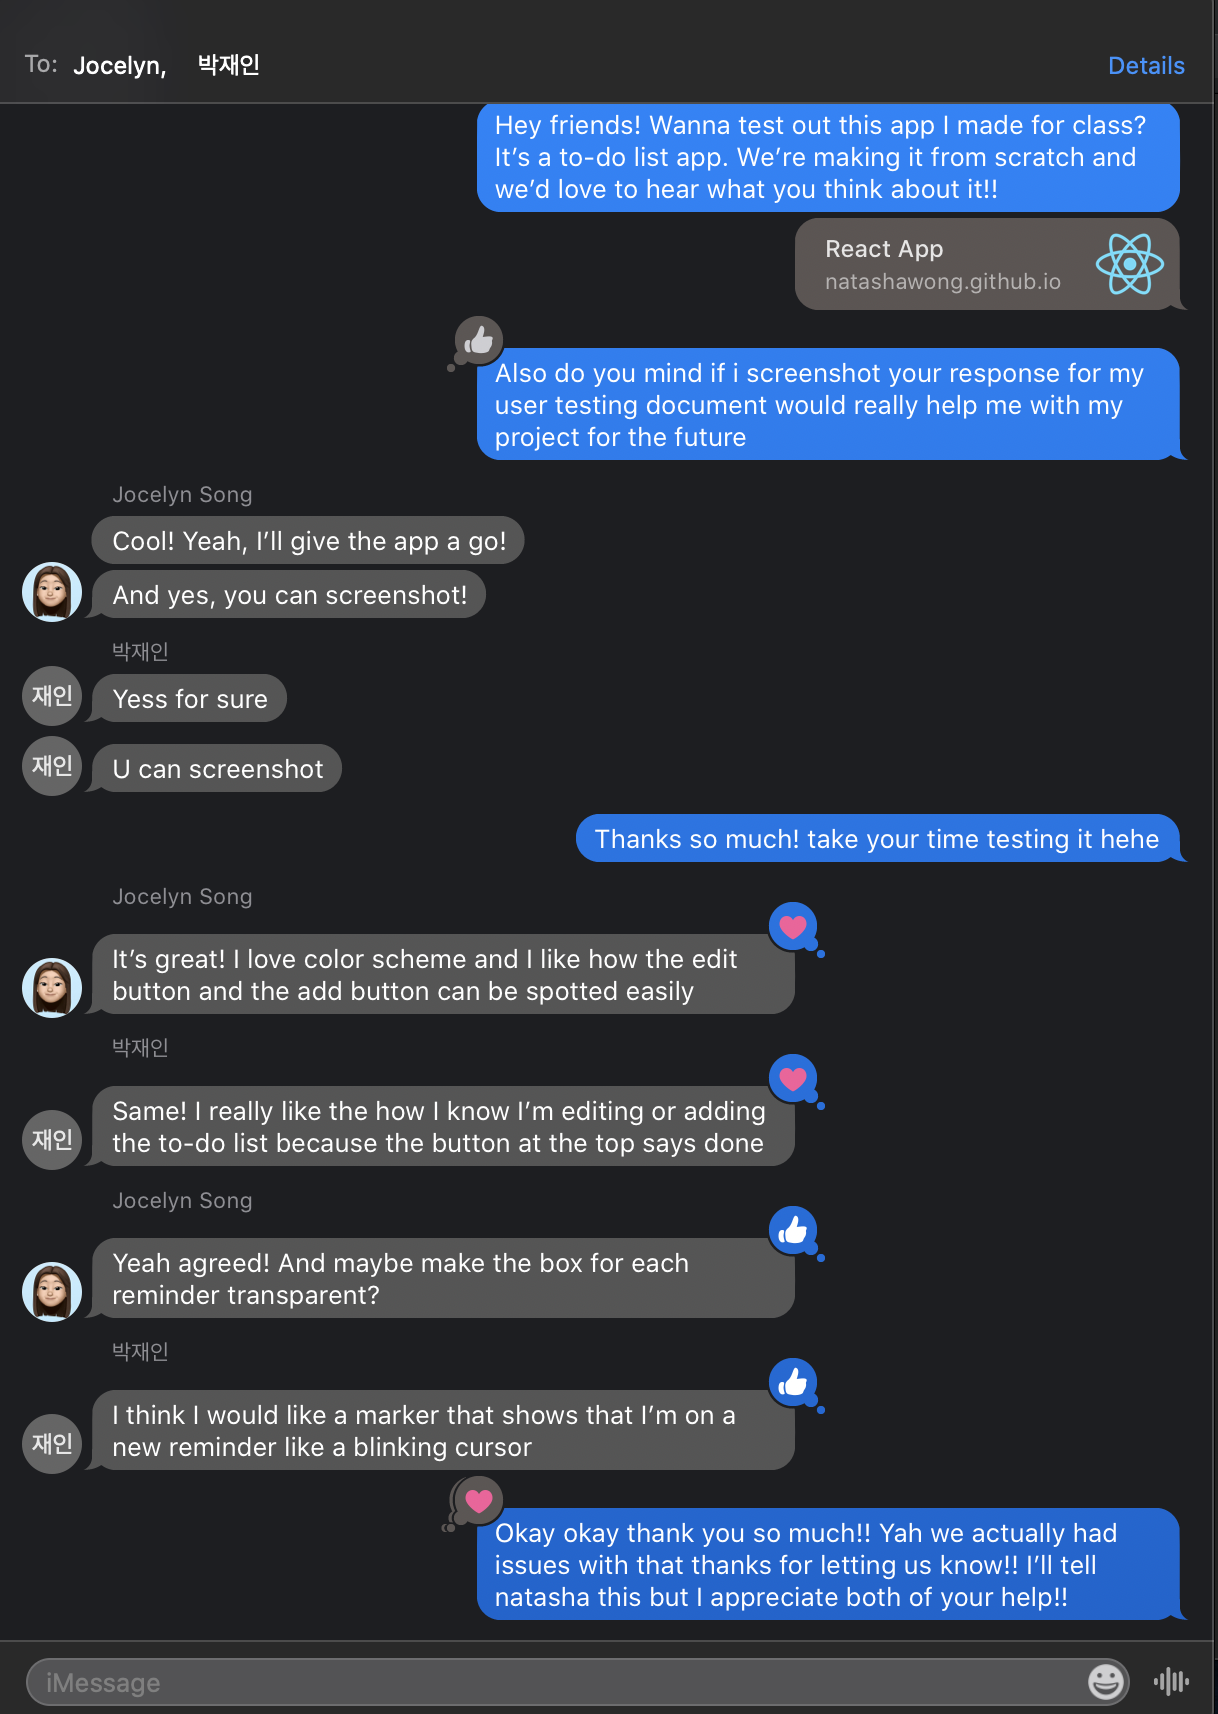 To: Jocelyn, 박재인
Details
Hey friends! Wanna test out this app I made for class?
It’s a to-do list app. We’re making it from scratch and
we’d love to hear what you think about it!!
React App
natashawong.github.io
Also do you mind if i screenshot your response for my
user testing document would really help me with my
project for the future
Jocelyn Song
Cool! Yeah, I’ll give the app a go!
And yes, you can screenshot!
박재인
재인
Yess for sure
재인
U can screenshot
Thanks so much! take your time testing it hehe
Jocelyn Song
It’s great! I love color scheme and I like how the edit
button and the add button can be spotted easily
박재인
재인
Same! I really like the how I know I’m editing or adding
the to-do list because the button at the top says done
Jocelyn Song
Yeah agreed! And maybe make the box for each
reminder transparent?
박재인
재인
I think I would like a marker that shows that I’m on a
new reminder like a blinking cursor
Okay okay thank you so much!! Yah we actually had
issues with that thanks for letting us know!! I’ll tell
natasha this but I appreciate both of your help!!
iMessage